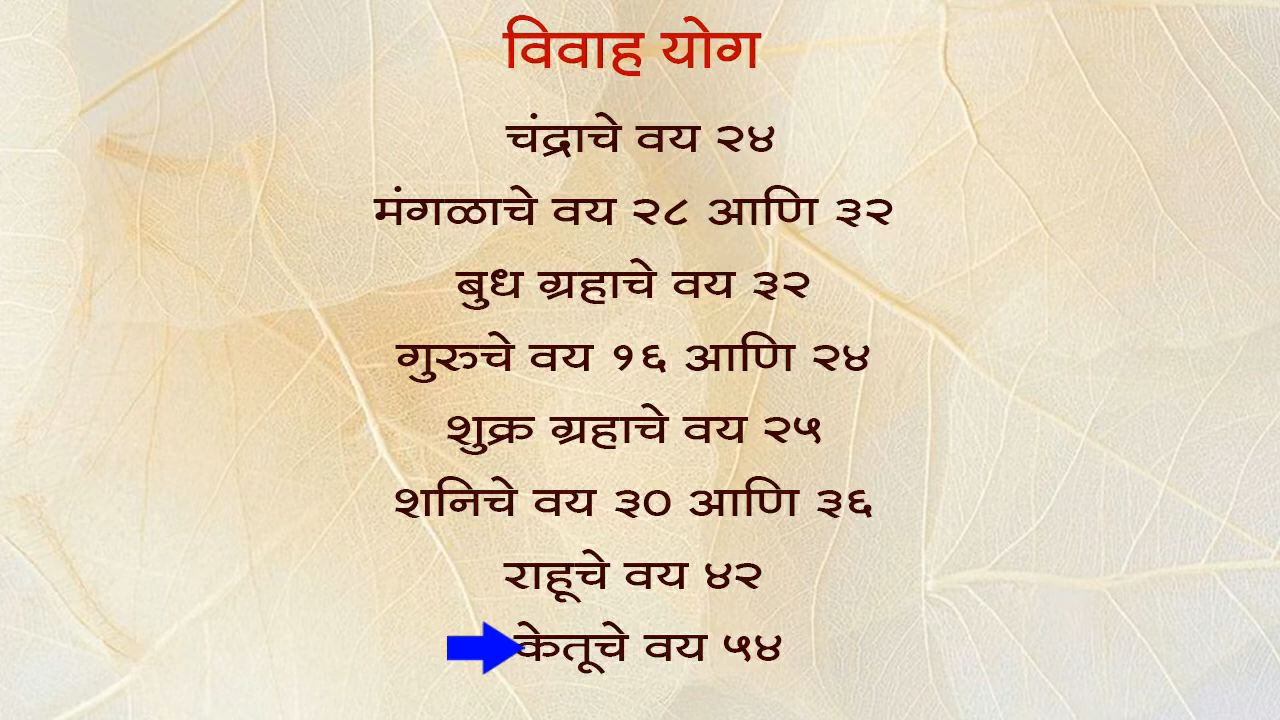 विवाह योग
चंद्राचे वय २४
मंगळाचे वय २८ आणि ३२
बुध ग्रहाचे वय ३२
गुरुचे वय १६ आणि २४
शुक्र ग्रहाचे वय २५
शनिचे वय ३० आणि ३६
राहूचे वय ४२
केतूचे वय ५४